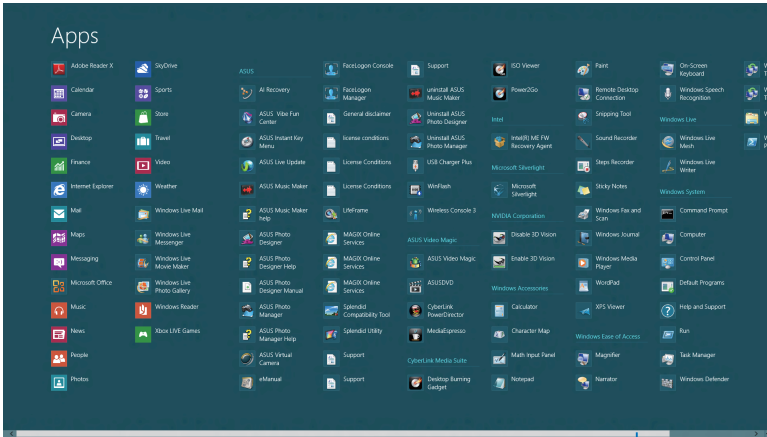 Apps
Adobe Reader X
Calendar
Camera
Desktop
Finance
Internet Explorer
Mail
Maps
Messaging
Microsoft Office
Music
News
People
Photos
SkyDrive
Sports
Store
Travel
Video
Weather
Windows Live Mail
Windows Live
Messenger
Windows Live
Movie Maker
Windows Live
Photo Gallery
Windows Reader
Xbox LIVE Games
ASUS
AI Recovery
ASUS Vibe Fun
Center
ASUS Instant Key
Menu
ASUS Live Update
ASUS Music Maker
ASUS Music Maker
help
ASUS Photo
Designer
ASUS Photo
Designer Help
ASUS Photo
Designer Manual
ASUS Photo
Manager
ASUS Photo
Manager Help
ASUS Virtual
Camera
eManual
FaceLogon Console
FaceLogon
Manager
General disclaimer
license conditions
License Conditions
License Conditions
LifeFrame
MAGIX Online
Services
MAGIX Online
Services
MAGIX Online
Services
Splendid
Compatibility Tool
Splendid Utility
Support
Support
Support
uninstall ASUS
Music Maker
Uninstall ASUS
Photo Designer
Uninstall ASUS
Photo Manager
USB Charger Plus
WinFlash
Wireless Console 3
ASUS Video Magic
ASUS Video Magic
ASUSDVD
CyberLink
PowerDirector
MediaEspresso
CyberLink Media Suite
Desktop Burning
Gadget
ISO Viewer
Power2Go
Intel
Intel(R) ME FW
Recovery Agent
Microsoft Silverlight
Microsoft
Silverlight
NVIDIA Corporation
Disable 3D Vision
Enable 3D Vision
Windows Accessories
Calculator
Character Map
Math Input Panel
Notepad
Paint
Remote Desktop
Connection
Snipping Tool
Sound Recorder
Steps Recorder
Sticky Notes
Windows Fax and
Scan
Windows Journal
Windows Media
Player
WordPad
XPS Viewer
Windows Ease of Access
Magnifier
Narrator
On-Screen
Keyboard
Windows Speech
Recognition
Windows Live
Windows Live
Mesh
Windows Live
Writer
Windows System
Command Prompt
Computer
Control Panel
Default Programs
Help and Support
Run
Task Manager
Windows Defender